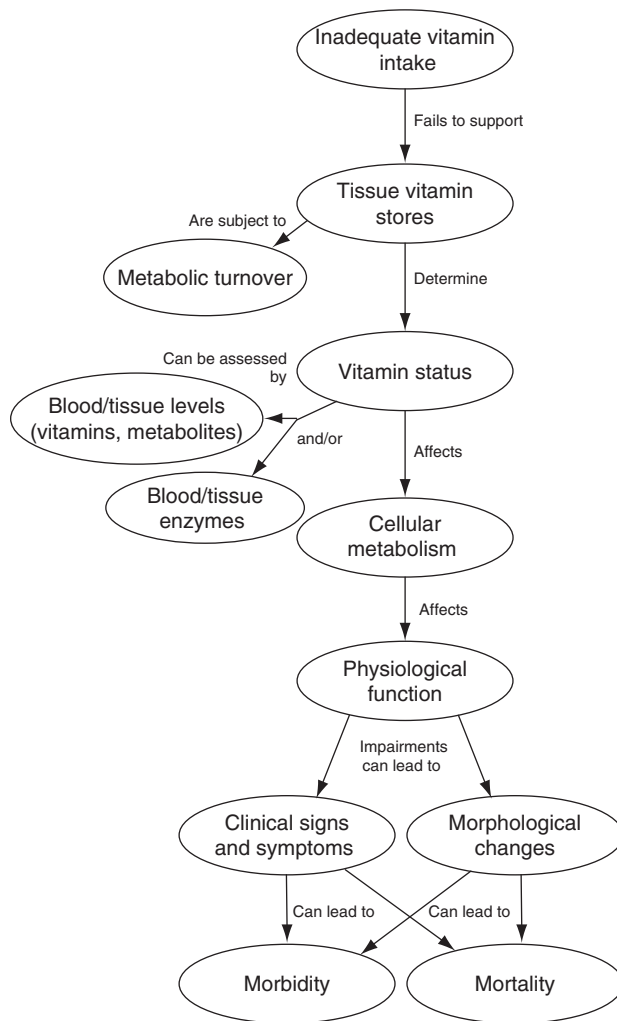 Inadequate vitamin
intake
Fails to support
Tissue vitamin
stores
Are subject to
Metabolic turnover
Determine
Can be assessed
by
Vitamin status
Blood/tissue levels
(vitamins, metabolites)
and/or
Affects
Blood/tissue
enzymes
Cellular
metabolism
Affects
Physiological
function
Impairments
can lead to
Clinical signs
and symptoms
Morphological
changes
Can lead to
Can lead to
Morbidity
Mortality